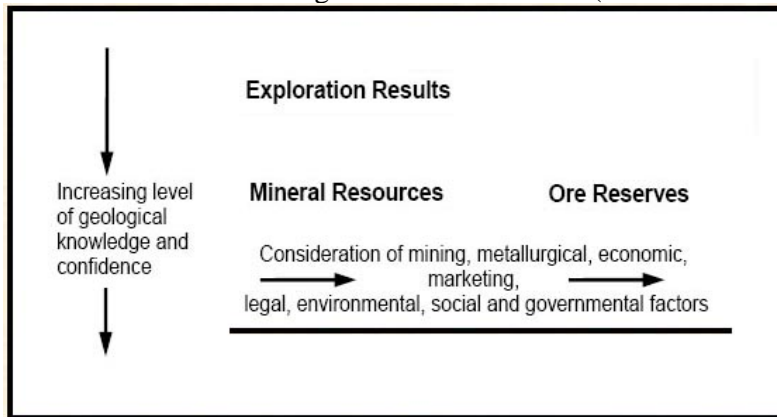 Exploration Results
Mineral Resources Ore Reserves
Increasing level
of geological
knowledge and
confidence
Consideration of mining, metallurgical, economic,
marketing,
legal, environmental, social and governmental factors